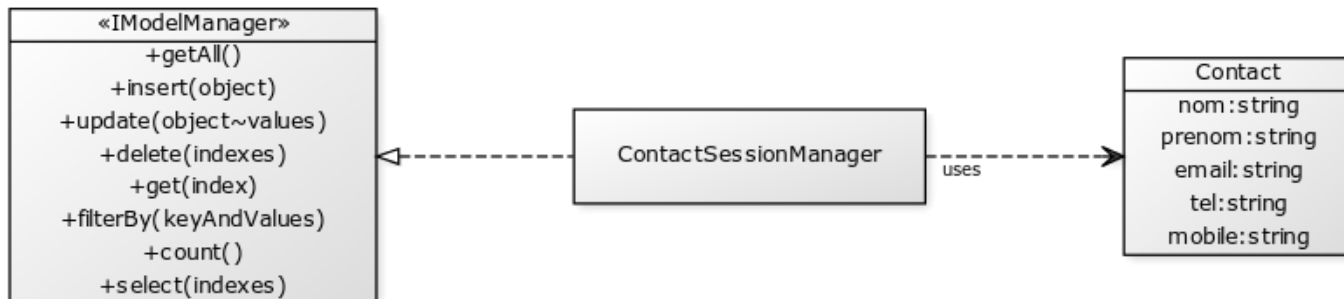 «IModelManager»
+getAll()
+insert(object)
+update(object~values)
+delete(indexes)
+get(index)
+filterBy(keyAndValues)
+count()
+select(indexes)
ContactSessionManager
uses
Contact
nom:string
prenom:string
email:string
tel:string
mobile:string